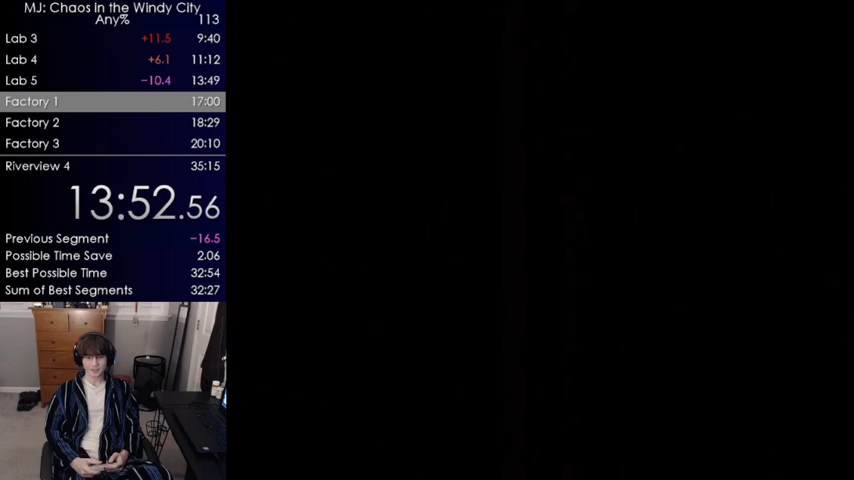 MJ: Chaos in the Windy City
Any% 113
Lab 3 +11.5 9:40
Lab 4 +6.1 11:12
Lab 5 −10.4 13:49
Factory 1 17:00
Factory 2 18:29
Factory 3 20:10
Riverview 4 35:15
13:52.56
Previous Segment −16.5
Possible Time Save 2.06
Best Possible Time 32:54
Sum of Best Segments 32:27